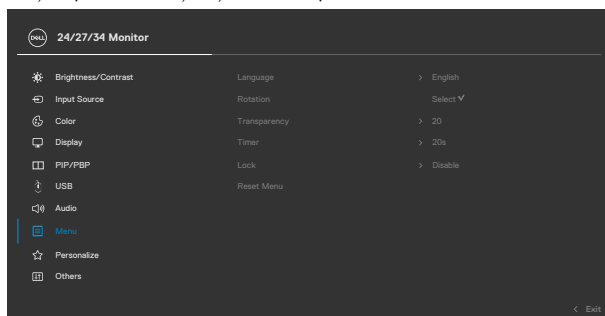 DELL 24/27/34 Monitor
Brightness/Contrast Language > English
Input Source Rotation Select ✓
Color Transparency > 20
Display Timer > 20s
PIP/PBP Lock > Disable
USB Reset Menu
Audio
Menu
Personalize
Others
< Exit